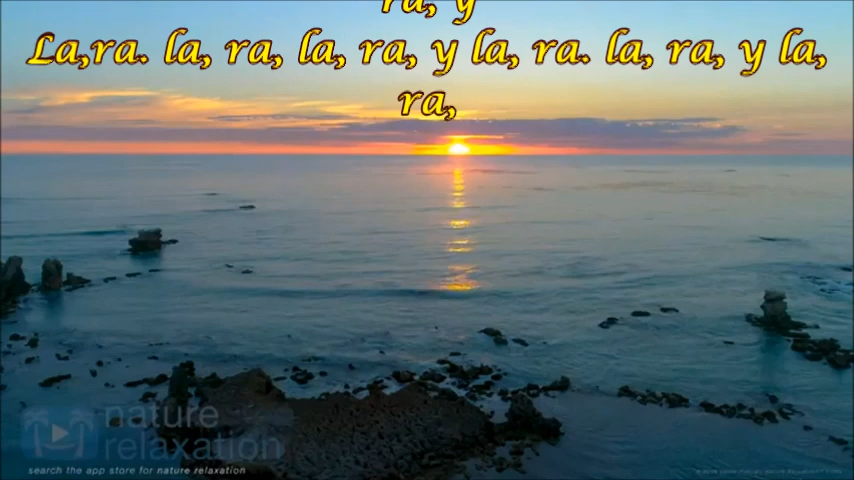 ra, y
La,ra. la, ra, la, ra, y la, ra. la, ra, y la,
ra,
nature
relaxation
search the app store for nature relaxation